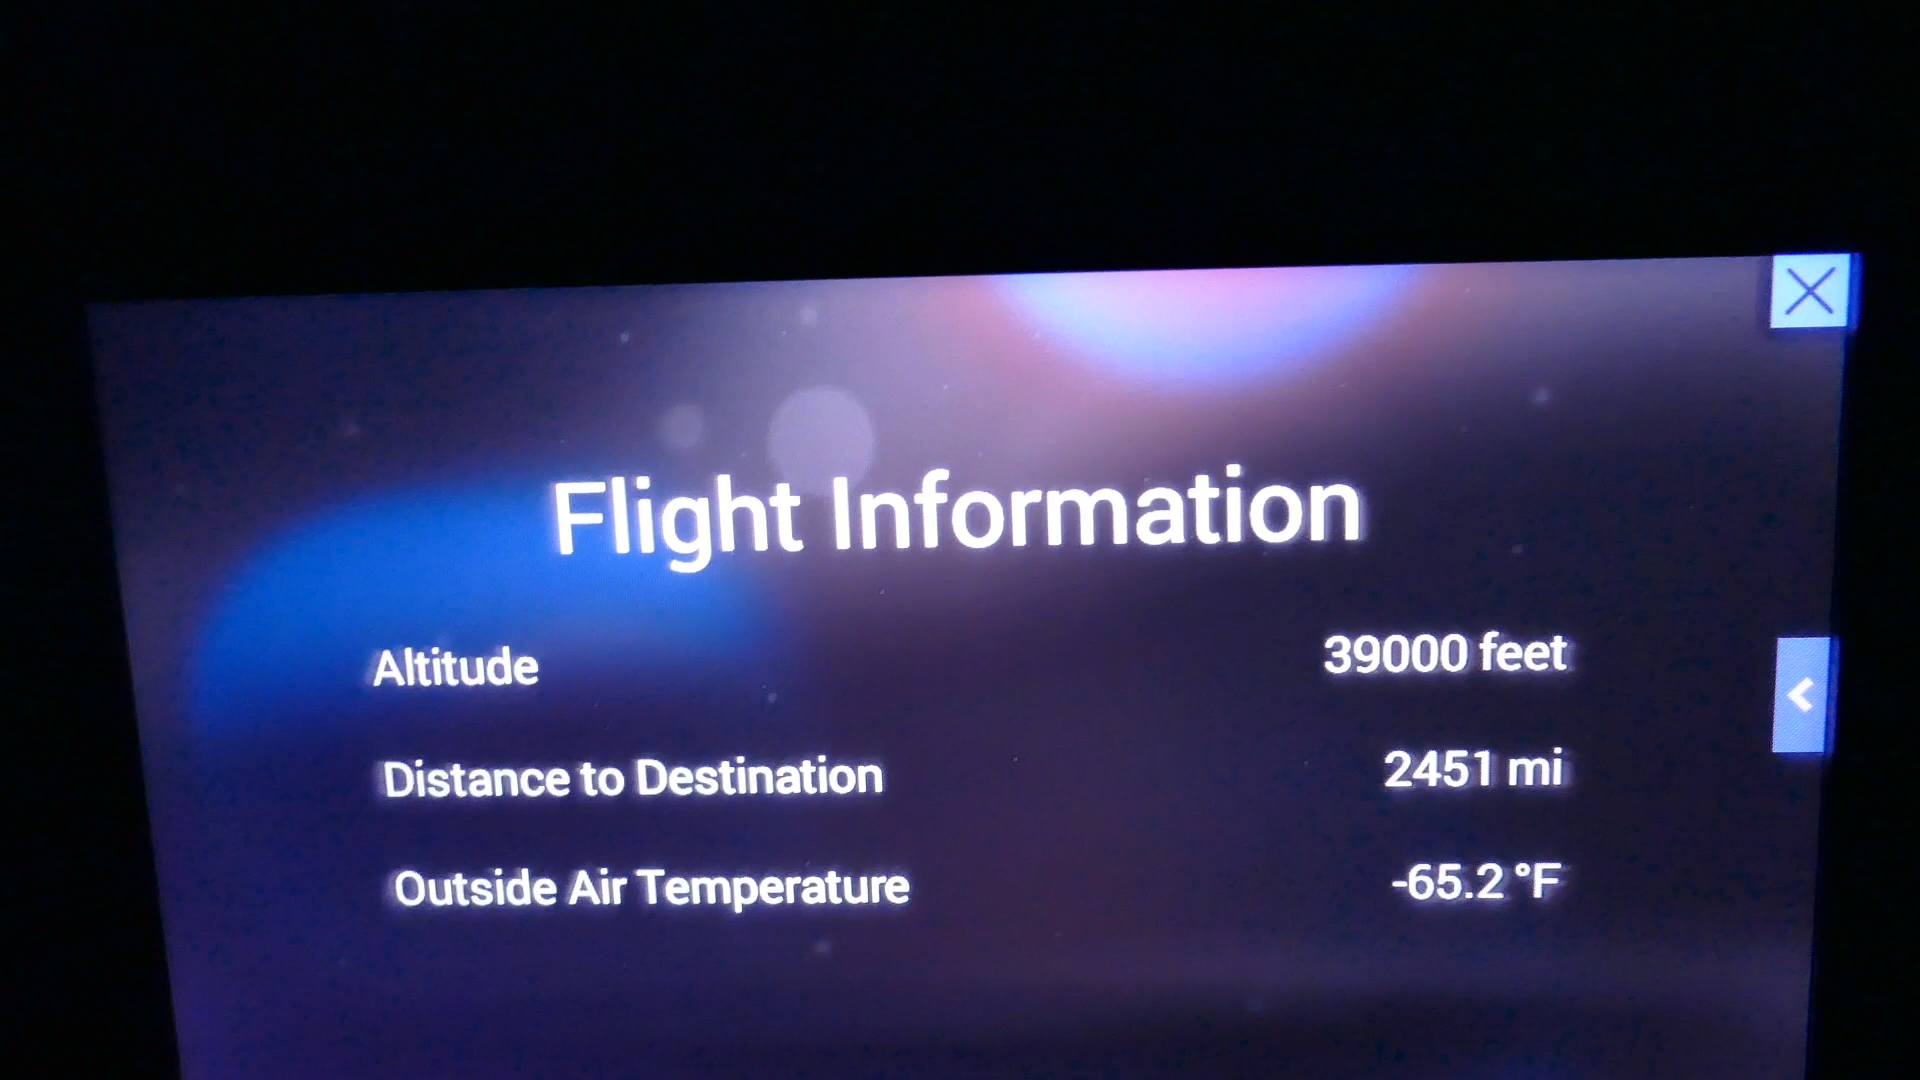 Flight Information
Altitude 39000 feet
Distance to Destination 2451 mi
Outside Air Temperature -65.2 °F